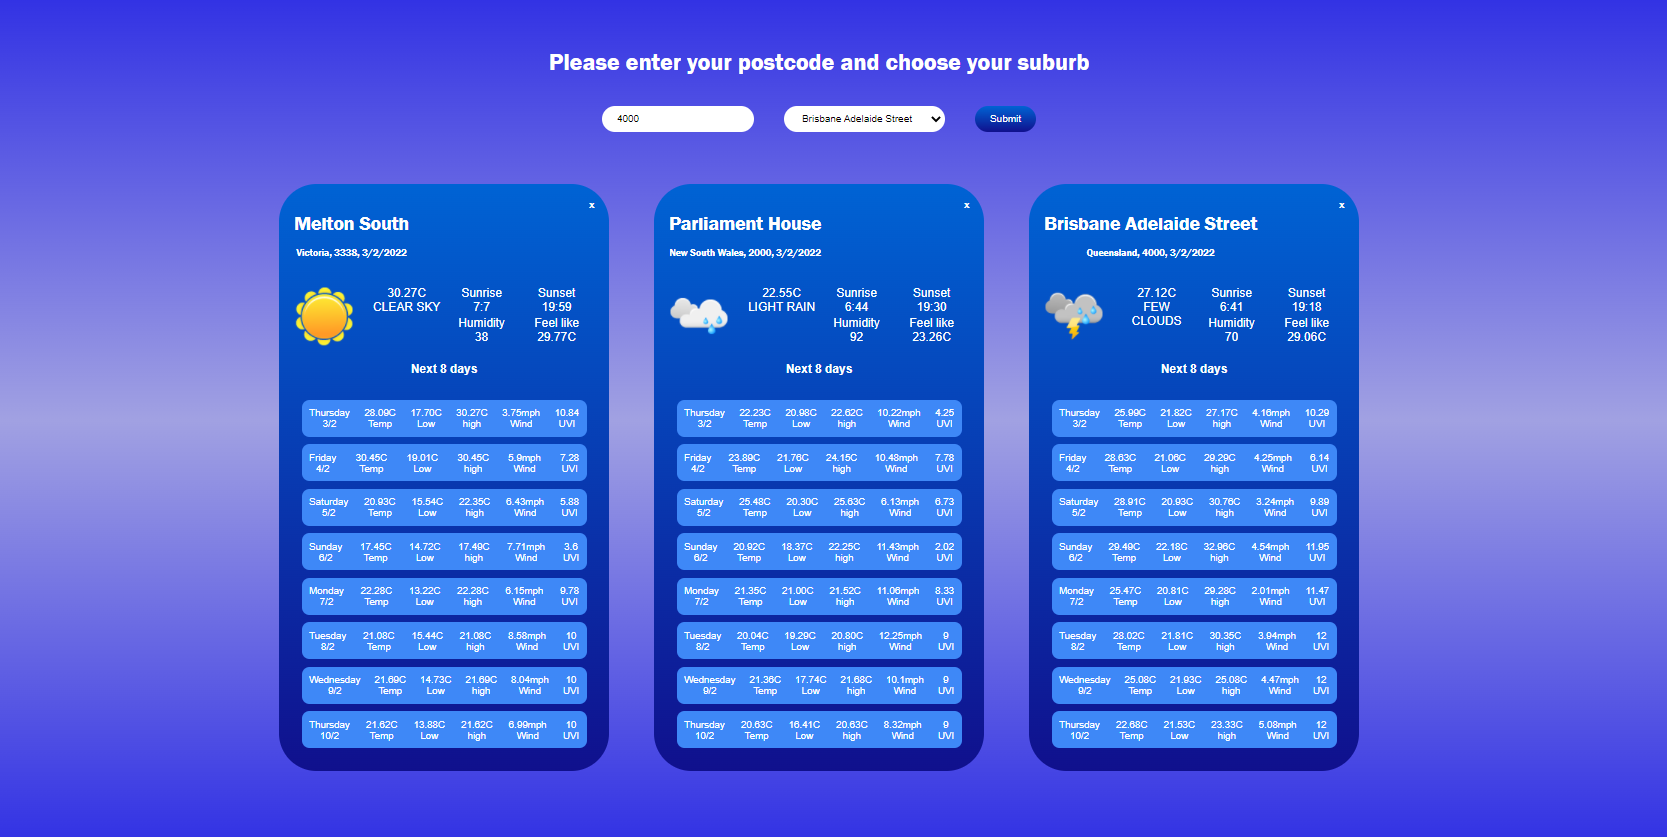 Please enter your postcode and choose your suburb
4000 Brisbane Adelaide Street Submit
x
Melton South
Victoria, 3338, 3/2/2022
30.27C
CLEAR SKY
Sunrise
7:7
Sunset
19:59
Humidity
38
Feel like
29.77C
Next 8 days
Thursday 28.09C 17.70C 30.27C 3.75mph 10.84
3/2 Temp Low high Wind UVI
Friday 30.45C 19.01C 30.45C 5.9mph 7.28
4/2 Temp Low high Wind UVI
Saturday 20.93C 15.54C 22.35C 6.43mph 5.88
5/2 Temp Low high Wind UVI
Sunday 17.45C 14.72C 17.49C 7.71mph 3.6
6/2 Temp Low high Wind UVI
Monday 22.28C 13.22C 22.28C 6.15mph 9.78
7/2 Temp Low high Wind UVI
Tuesday 21.08C 15.44C 21.08C 8.58mph 10
8/2 Temp Low high Wind UVI
Wednesday 21.69C 14.73C 21.69C 8.04mph 10
9/2 Temp Low high Wind UVI
Thursday 21.62C 13.88C 21.62C 6.99mph 10
10/2 Temp Low high Wind UVI
x
Parliament House
New South Wales, 2000, 3/2/2022
22.55C
LIGHT RAIN
Sunrise
6:44
Sunset
19:30
Humidity
92
Feel like
23.26C
Next 8 days
Thursday 22.23C 20.98C 22.62C 10.22mph 4.25
3/2 Temp Low high Wind UVI
Friday 23.89C 21.76C 24.15C 10.48mph 7.78
4/2 Temp Low high Wind UVI
Saturday 25.48C 20.30C 25.63C 6.13mph 6.73
5/2 Temp Low high Wind UVI
Sunday 20.92C 18.37C 22.25C 11.43mph 2.02
6/2 Temp Low high Wind UVI
Monday 21.35C 21.00C 21.52C 11.06mph 8.33
7/2 Temp Low high Wind UVI
Tuesday 20.04C 19.29C 20.80C 12.25mph 9
8/2 Temp Low high Wind UVI
Wednesday 21.36C 17.74C 21.68C 10.1mph 9
9/2 Temp Low high Wind UVI
Thursday 20.63C 16.41C 20.63C 8.32mph 9
10/2 Temp Low high Wind UVI
x
Brisbane Adelaide Street
Queensland, 4000, 3/2/2022
27.12C
FEW
CLOUDS
Sunrise
6:41
Sunset
19:18
Humidity
70
Feel like
29.06C
Next 8 days
Thursday 25.99C 21.82C 27.17C 4.16mph 10.29
3/2 Temp Low high Wind UVI
Friday 28.63C 21.06C 29.29C 4.25mph 6.14
4/2 Temp Low high Wind UVI
Saturday 28.91C 20.93C 30.76C 3.24mph 9.89
5/2 Temp Low high Wind UVI
Sunday 29.49C 22.18C 32.96C 4.54mph 11.95
6/2 Temp Low high Wind UVI
Monday 25.47C 20.81C 29.28C 2.01mph 11.47
7/2 Temp Low high Wind UVI
Tuesday 28.02C 21.81C 30.35C 3.94mph 12
8/2 Temp Low high Wind UVI
Wednesday 25.08C 21.93C 25.08C 4.47mph 12
9/2 Temp Low high Wind UVI
Thursday 22.68C 21.53C 23.33C 5.08mph 12
10/2 Temp Low high Wind UVI